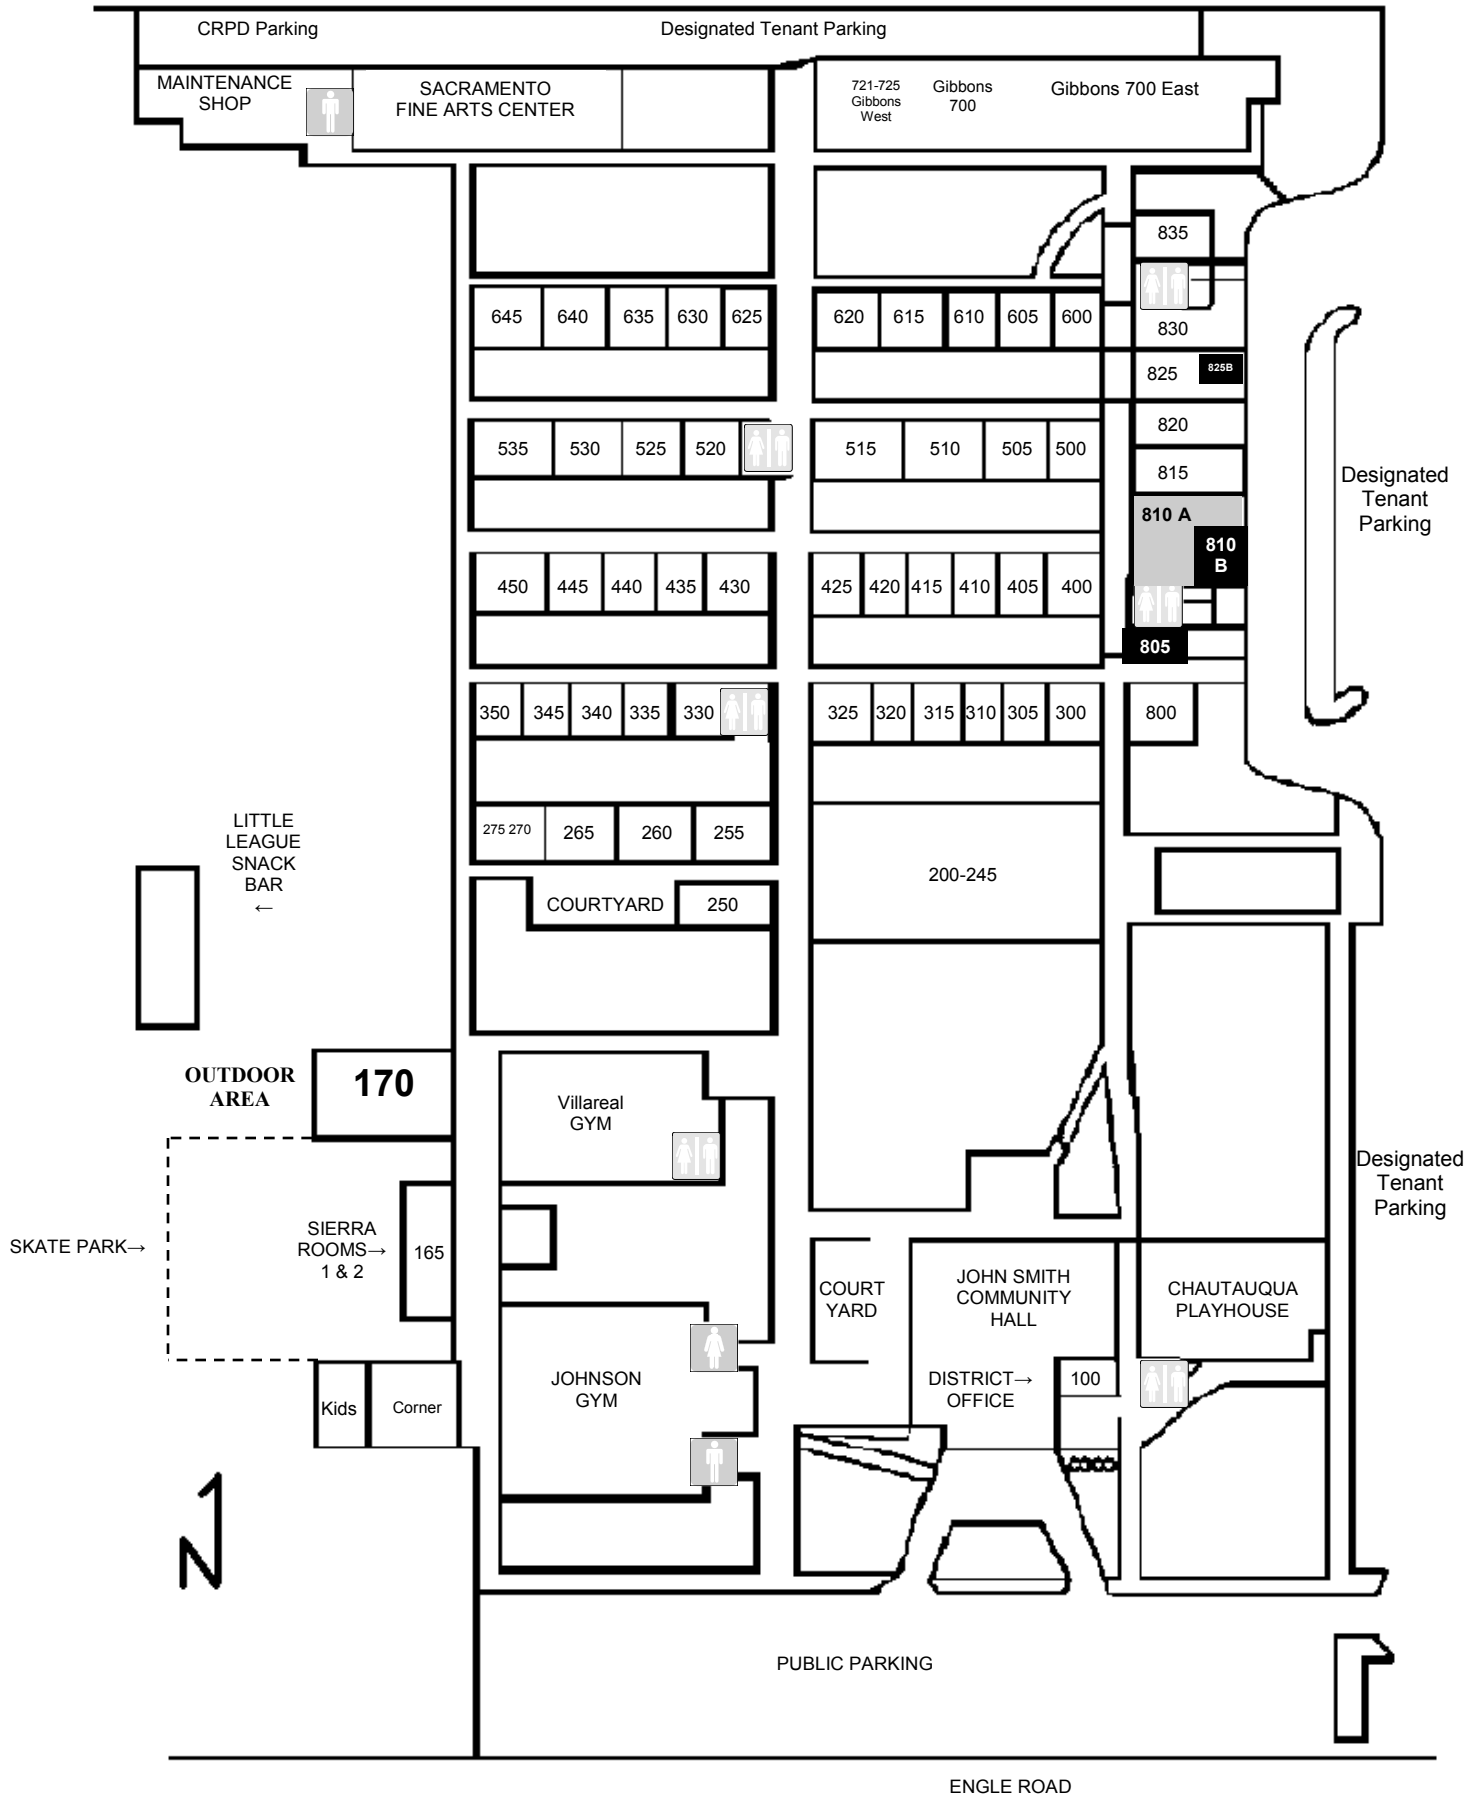 CRPD Parking
Designated Tenant Parking
MAINTENANCE
SHOP
SACRAMENTO
FINE ARTS CENTER
721-725
Gibbons
West
Gibbons
700
Gibbons 700 East
835
830
645 640 635 630 625
620 615 610 605 600
825 825B
820
535 530 525 520
515 510 505 500
815
Designated
Tenant
Parking
810 A
810
B
450 445 440 435 430
425 420 415 410 405 400
805
350 345 340 335 330
325 320 315 310 305 300
800
275 270 265 260 255
LITTLE
LEAGUE
SNACK
BAR
←
200-245
COURTYARD 250
OUTDOOR
AREA
170
Villareal
GYM
Designated
Tenant
Parking
SKATE PARK→
SIERRA
ROOMS→
1 & 2
165
COURT
YARD
JOHN SMITH
COMMUNITY
HALL
CHAUTAUQUA
PLAYHOUSE
JOHNSON
GYM
DISTRICT→
OFFICE
100
Kids Corner
N
PUBLIC PARKING
ENGLE ROAD